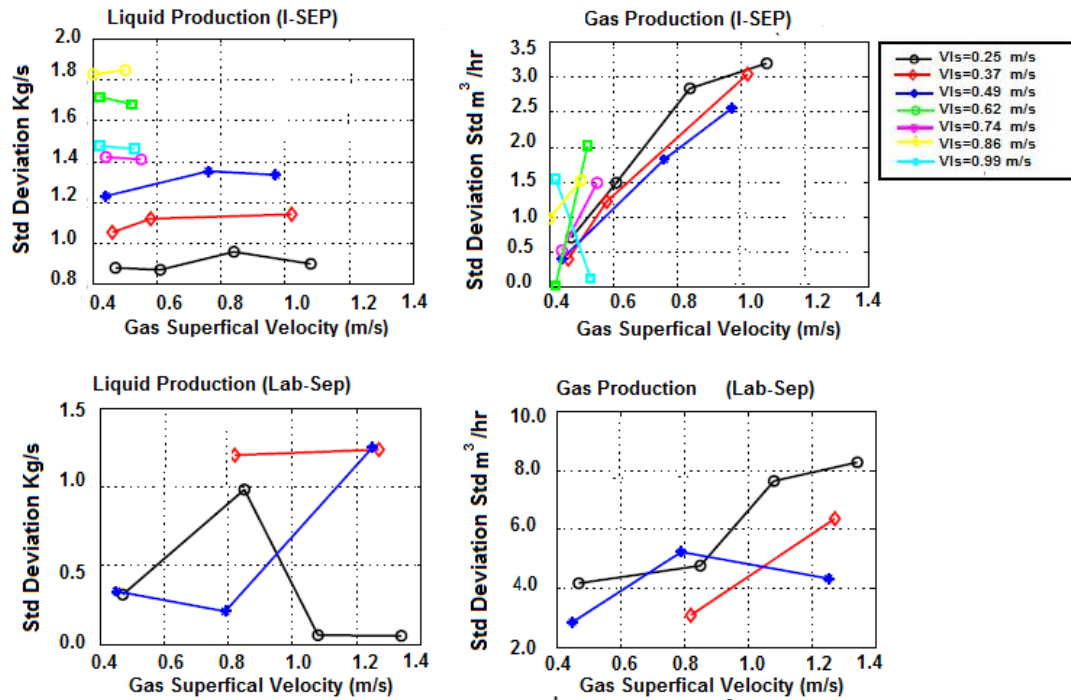 Liquid Production (I-SEP)
Std Deviation Kg/s
2.0
1.8
1.6
1.4
1.2
1.0
0.8
0.4 0.6 0.8 1.0 1.2 1.4
Gas Superfical Velocity (m/s)
Gas Production (I-SEP)
Std Deviation Std m3 /hr
3.5
3.0
2.5
2.0
1.5
1.0
0.5
0.0
0.4 0.6 0.8 1.0 1.2 1.4
Gas Superfical Velocity (m/s)
Vls=0.25 m/s
Vls=0.37 m/s
Vls=0.49 m/s
Vls=0.62 m/s
Vls=0.74 m/s
Vls=0.86 m/s
Vls=0.99 m/s
Liquid Production (Lab-Sep)
Std Deviation Kg/s
1.5
1.0
0.5
0.0
0.4 0.6 0.8 1.0 1.2 1.4
Gas Superfical Velocity (m/s)
Gas Production (Lab-Sep)
Std Deviation Std m3 /hr
10.0
8.0
6.0
4.0
2.0
0.4 0.6 0.8 1.0 1.2 1.4
Gas Superfical Velocity (m/s)